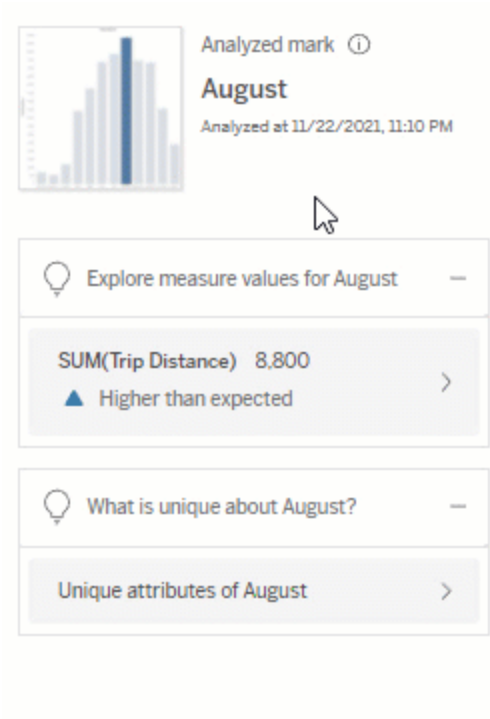 Analyzed mark
August
Analyzed at 11/22/2021, 11:10 PM
Explore measure values for August
SUM(Trip Distance) 8,800
Higher than expected
What is unique about August?
Unique attributes of August